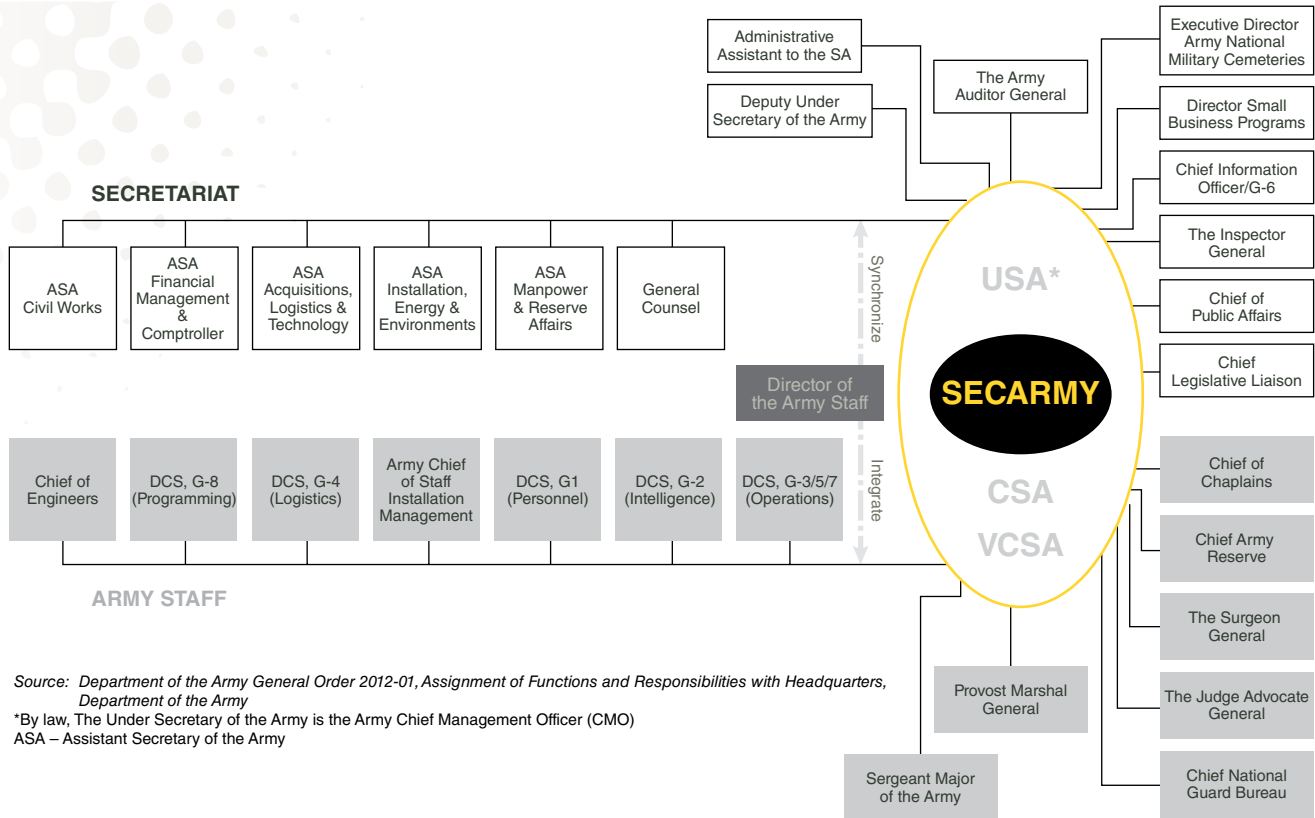 Administrative
Assistant to the SA
Deputy Under
Secretary of the Army
The Army
Auditor General
Executive Director
Army National
Military Cemeteries
Director Small
Business Programs
Chief Information
Officer/G-6
The Inspector
General
Chief of
Public Affairs
Chief
Legislative Liaison
SECRETARIAT
ASA
Civil Works
ASA
Financial
Management
&
Comptroller
ASA
Acquisitions,
Logistics &
Technology
ASA
Installation,
Energy &
Environments
ASA
Manpower
& Reserve
Affairs
General
Counsel
Synchronize
Director of
the Army Staff
Integrate
USA*
SECARMY
CSA
VCSA
Chief of
Engineers
DCS, G-8
(Programming)
DCS, G-4
(Logistics)
Army Chief
of Staff
Installation
Management
DCS, G1
(Personnel)
DCS, G-2
(Intelligence)
DCS, G-3/5/7
(Operations)
ARMY STAFF
Chief of
Chaplains
Chief Army
Reserve
The Surgeon
General
The Judge Advocate
General
Chief National
Guard Bureau
Provost Marshal
General
Sergeant Major
of the Army
Source: Department of the Army General Order 2012-01, Assignment of Functions and Responsibilities with Headquarters,
Department of the Army
*By law, The Under Secretary of the Army is the Army Chief Management Officer (CMO)
ASA – Assistant Secretary of the Army